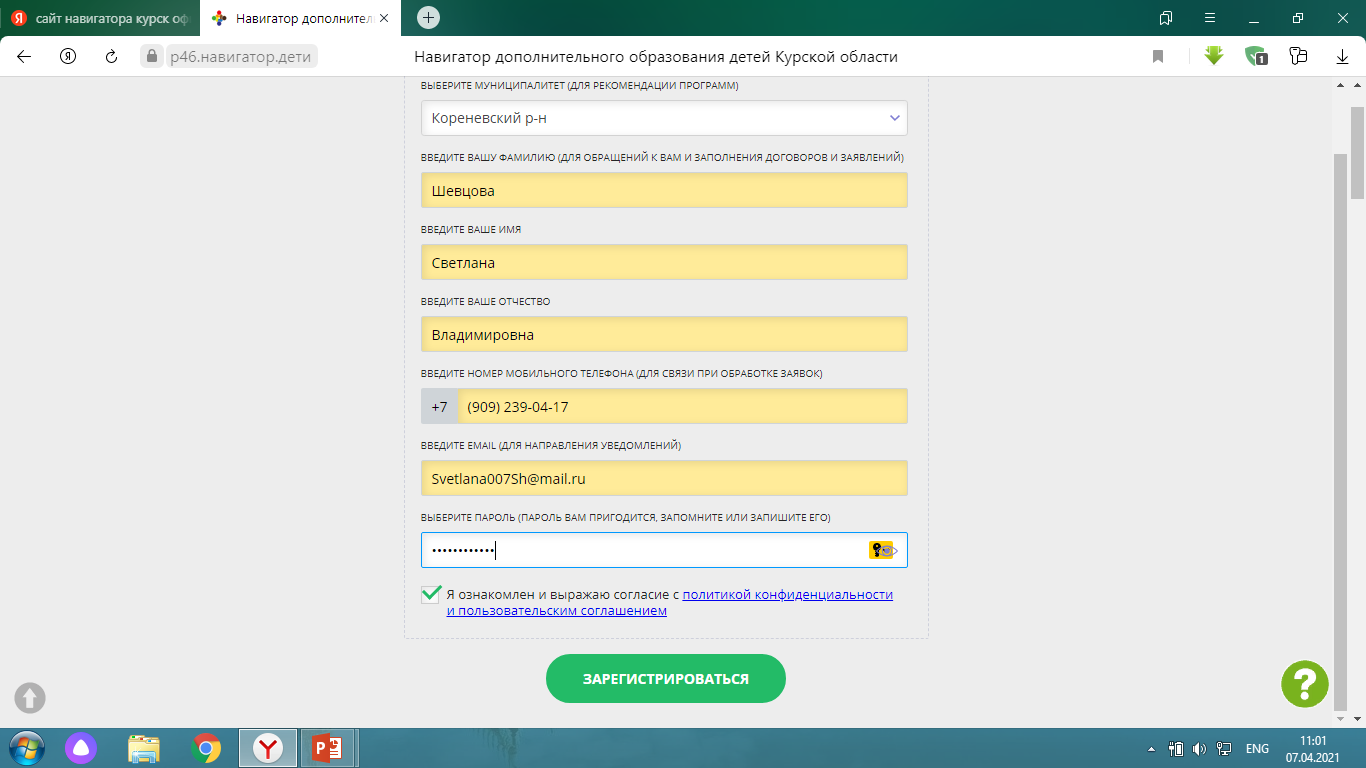 сайт навигатора курск оф
Навигатор дополнител
р46.навигатор.дети
Навигатор дополнительного образования детей Курской области
1
ВЫБЕРИТЕ МУНИЦИПАЛИТЕТ (ДЛЯ РЕКОМЕНДАЦИИ ПРОГРАММ)
Кореневский р-н
ВВЕДИТЕ ВАШУ ФАМИЛИЮ (ДЛЯ ОБРАЩЕНИЙ К ВАМ И ЗАПОЛНЕНИЯ ДОГОВОРОВ И ЗАЯВЛЕНИЙ)
Шевцова
ВВЕДИТЕ ВАШЕ ИМЯ
Светлана
ВВЕДИТЕ ВАШЕ ОТЧЕСТВО
Владимировна
ВВЕДИТЕ НОМЕР МОБИЛЬНОГО ТЕЛЕФОНА (ДЛЯ СВЯЗИ ПРИ ОБРАБОТКЕ ЗАЯВОК)
+7 (909) 239-04-17
ВВЕДИТЕ EMAIL (ДЛЯ НАПРАВЛЕНИЯ УВЕДОМЛЕНИЙ)
Svetlana007Sh@mail.ru
ВЫБЕРИТЕ ПАРОЛЬ (ПАРОЛЬ ВАМ ПРИГОДИТСЯ, ЗАПОМНИТЕ ИЛИ ЗАПИШИТЕ ЕГО)
••••••••••••
Я ознакомлен и выражаю согласие с политикой конфиденциальности
и пользовательским соглашением
ЗАРЕГИСТРИРОВАТЬСЯ
?
ENG
11:01
07.04.2021